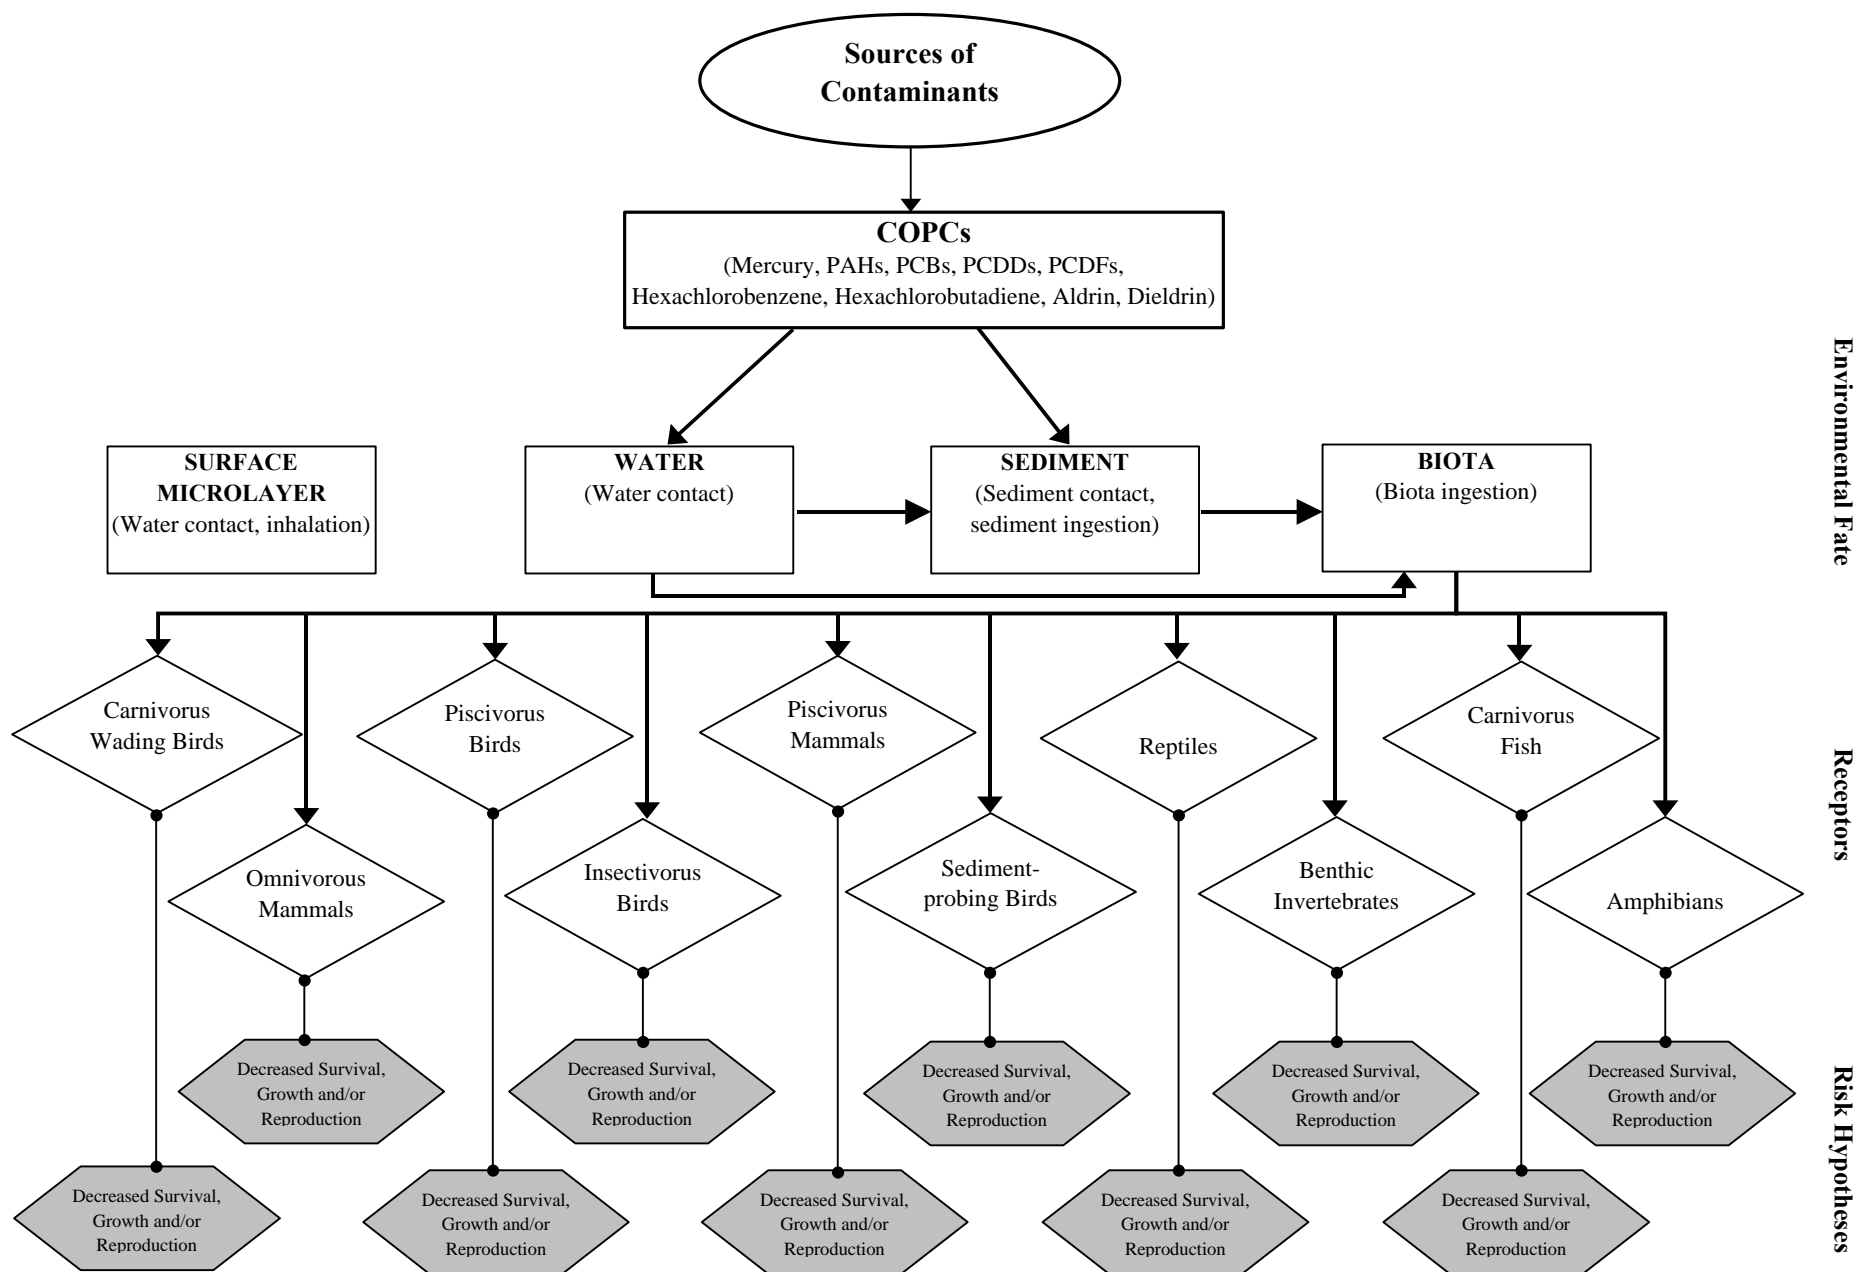 Sources of
Contaminants
COPCs
(Mercury, PAHs, PCBs, PCDDs, PCDFs,
Hexachlorobenzene, Hexachlorobutadiene, Aldrin, Dieldrin)
Environmental Fate
SURFACE
MICROLAYER
(Water contact, inhalation)
WATER
(Water contact)
SEDIMENT
(Sediment contact,
sediment ingestion)
BIOTA
(Biota ingestion)
Receptors
Carnivorus
Wading Birds
Piscivorus
Birds
Piscivorus
Mammals
Reptiles
Carnivorus
Fish
Omnivorous
Mammals
Insectivorus
Birds
Sediment-
probing Birds
Benthic
Invertebrates
Amphibians
Risk Hypotheses
Decreased Survival,
Growth and/or
Reproduction
Decreased Survival,
Growth and/or
Reproduction
Decreased Survival,
Growth and/or
Reproduction
Decreased Survival,
Growth and/or
Reproduction
Decreased Survival,
Growth and/or
Reproduction
Decreased Survival,
Growth and/or
Reproduction
Decreased Survival,
Growth and/or
Reproduction
Decreased Survival,
Growth and/or
Reproduction
Decreased Survival,
Growth and/or
Reproduction
Decreased Survival,
Growth and/or
Reproduction